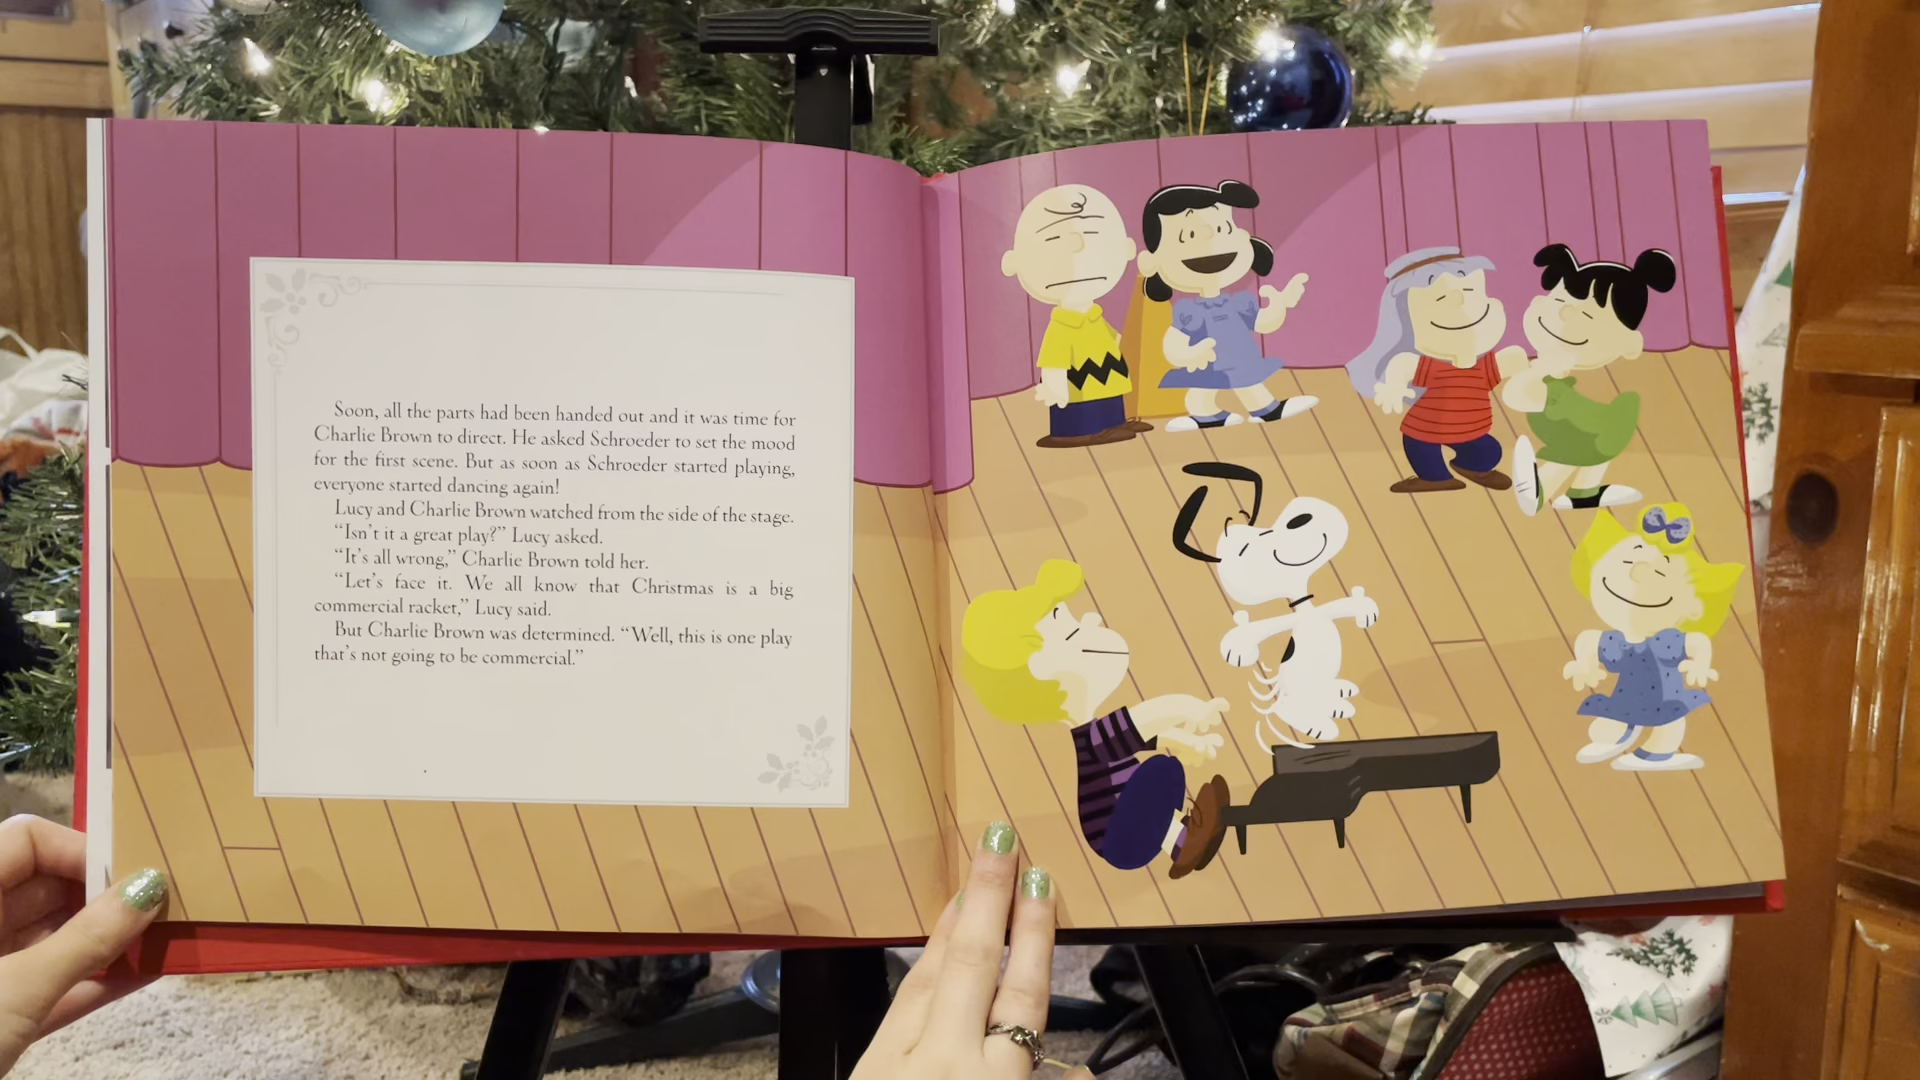 Soon, all the parts had been handed out and it was time for
Charlie Brown to direct. He asked Schroeder to set the mood
for the first scene. But as soon as Schroeder started playing,
everyone started dancing again!
Lucy and Charlie Brown watched from the side of the stage.
“Isn’t it a great play?” Lucy asked.
“It’s all wrong,” Charlie Brown told her.
“Let’s face it. We all know that Christmas is a big
commercial racket,” Lucy said.
But Charlie Brown was determined. “Well, this is one play
that’s not going to be commercial.”